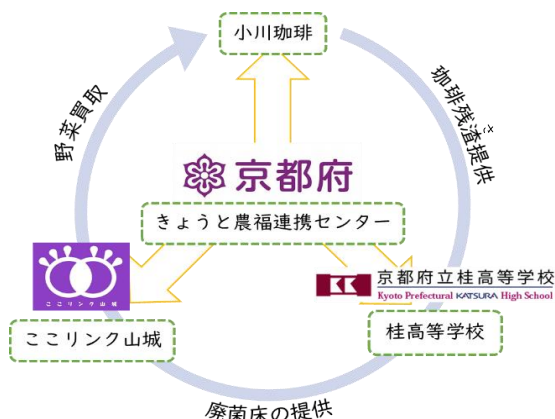 小川珈琲
野菜買取
珈琲残渣提供
さ
京都府
きょうと農福連携センター
ここリンク山城
京都府立桂高等学校
Kyoto Prefectural KATSURA High School
ここリンク山城
桂高等学校
廃菌床の提供